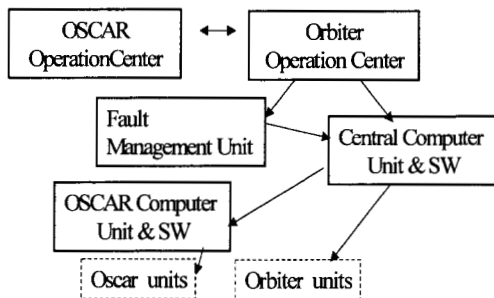 OSCAR
OperationCenter
Orbiter
Operation Center
Fault
Management Unit
Central Computer
Unit & SW
OSCAR Computer
Unit & SW
Oscar units
Orbiter units